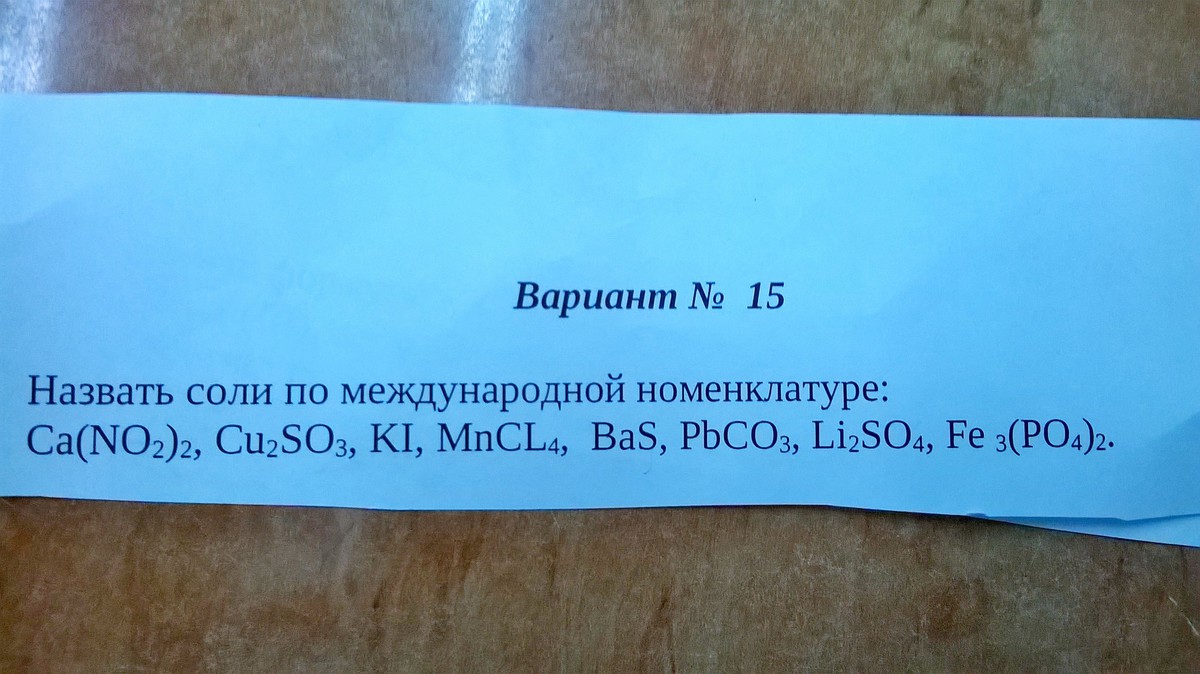 Вариант № 15
Назвать соли по международной номенклатуре:
Ca(NO₂)₂, Cu₂SO₃, KI, MnCL₄, BaS, PbCO₃, Li₂SO₄, Fe ₃(PO₄)₂.